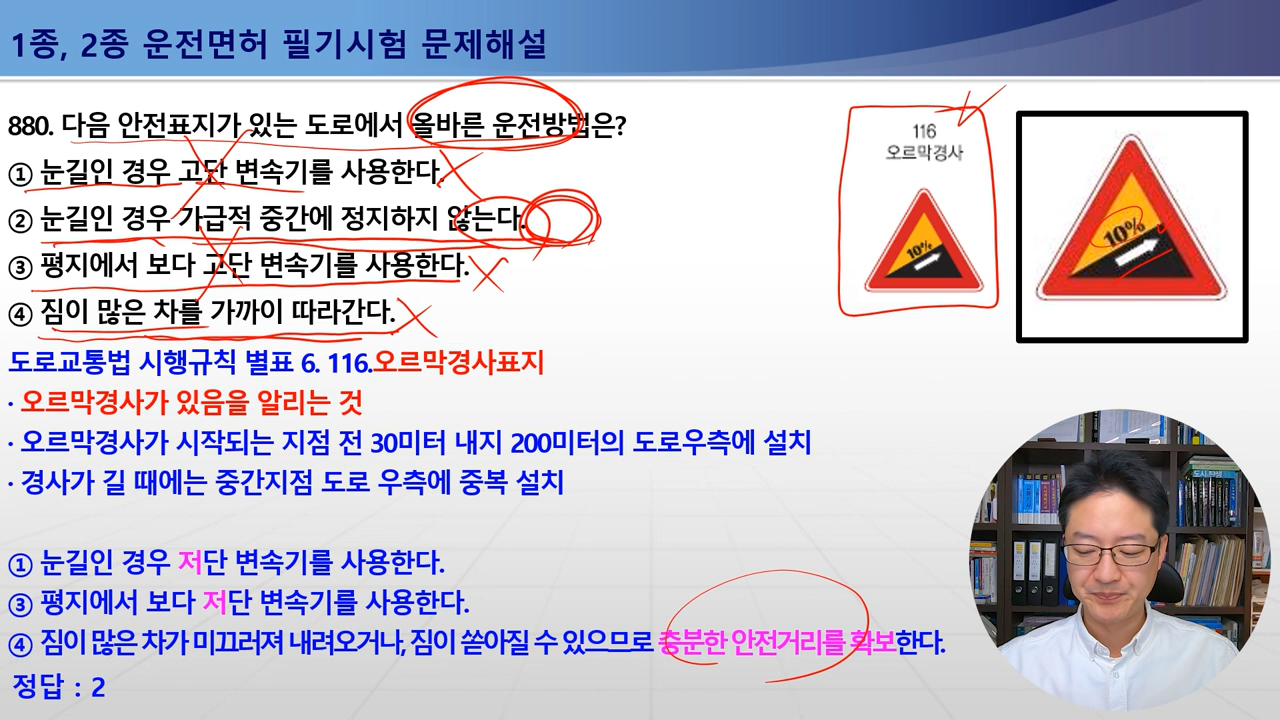 1종, 2종 운전면허 필기시험 문제해설
880. 다음 안전표지가 있는 도로에서 올바른 운전방법은?
① 눈길인 경우 고단 변속기를 사용한다.
② 눈길인 경우 가급적 중간에 정지하지 않는다.
③ 평지에서 보다 고단 변속기를 사용한다.
④ 짐이 많은 차를 가까이 따라간다.
116
오르막경사
10%
10%
도로교통법 시행규칙 별표 6. 116.오르막경사표지
· 오르막경사가 있음을 알리는 것
· 오르막경사가 시작되는 지점 전 30미터 내지 200미터의 도로우측에 설치
· 경사가 길 때에는 중간지점 도로 우측에 중복 설치
① 눈길인 경우 저단 변속기를 사용한다.
③ 평지에서 보다 저단 변속기를 사용한다.
④ 짐이 많은 차가 미끄러져 내려오거나, 짐이 쏟아질 수 있으므로 충분한 안전거리를 확보한다.
정답 : 2